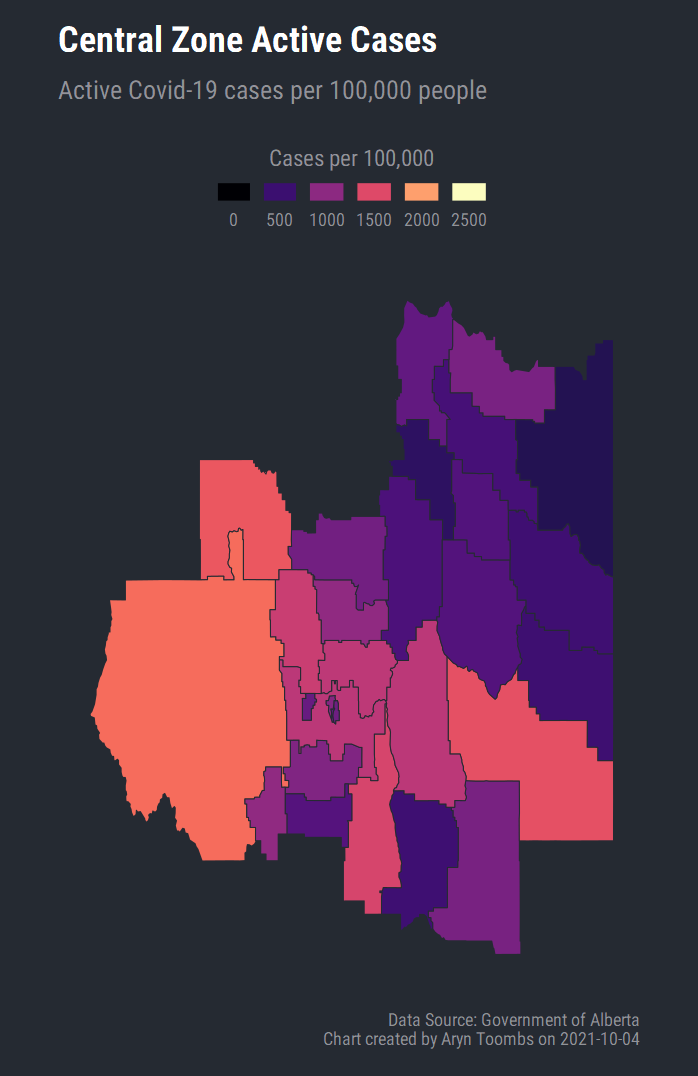 Central Zone Active Cases
Active Covid-19 cases per 100,000 people
Cases per 100,000
0 500 1000 1500 2000 2500
Data Source: Government of Alberta
Chart created by Aryn Toombs on 2021-10-04